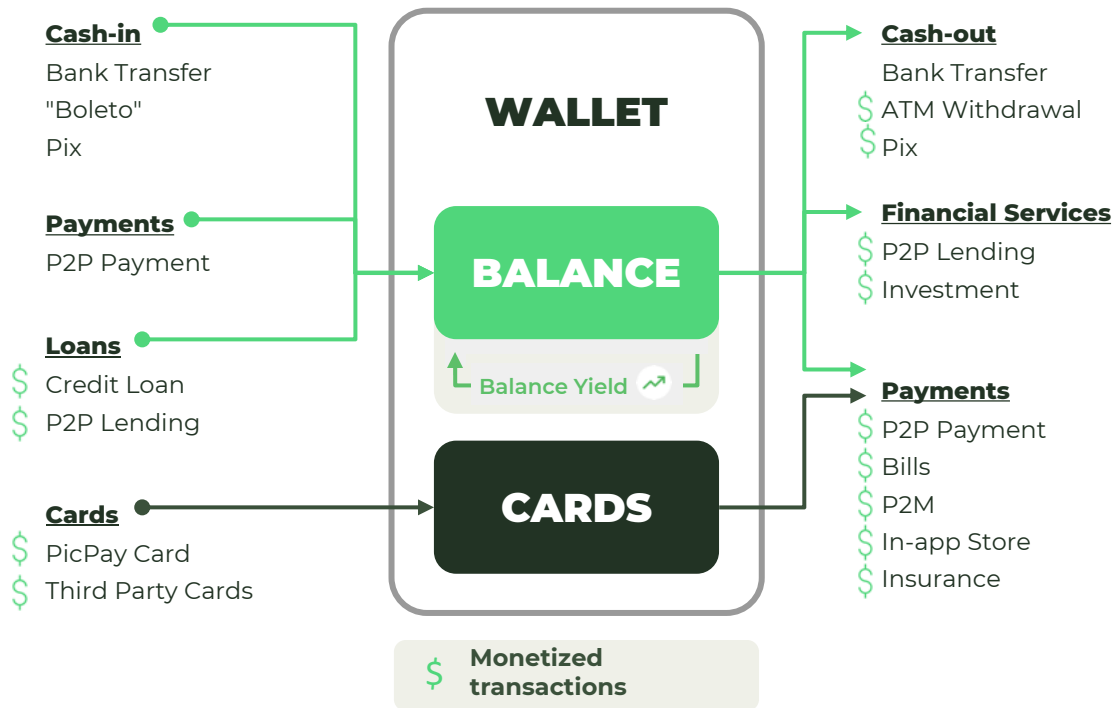 Cash-in
Bank Transfer
"Boleto"
Pix
Payments
P2P Payment
Loans
$ Credit Loan
$ P2P Lending
Cards
$ PicPay Card
$ Third Party Cards
WALLET
BALANCE
Balance Yield
CARDS
Cash-out
Bank Transfer
$ ATM Withdrawal
$ Pix
Financial Services
$ P2P Lending
$ Investment
Payments
$ P2P Payment
$ Bills
$ P2M
$ In-app Store
$ Insurance
$ Monetized
transactions